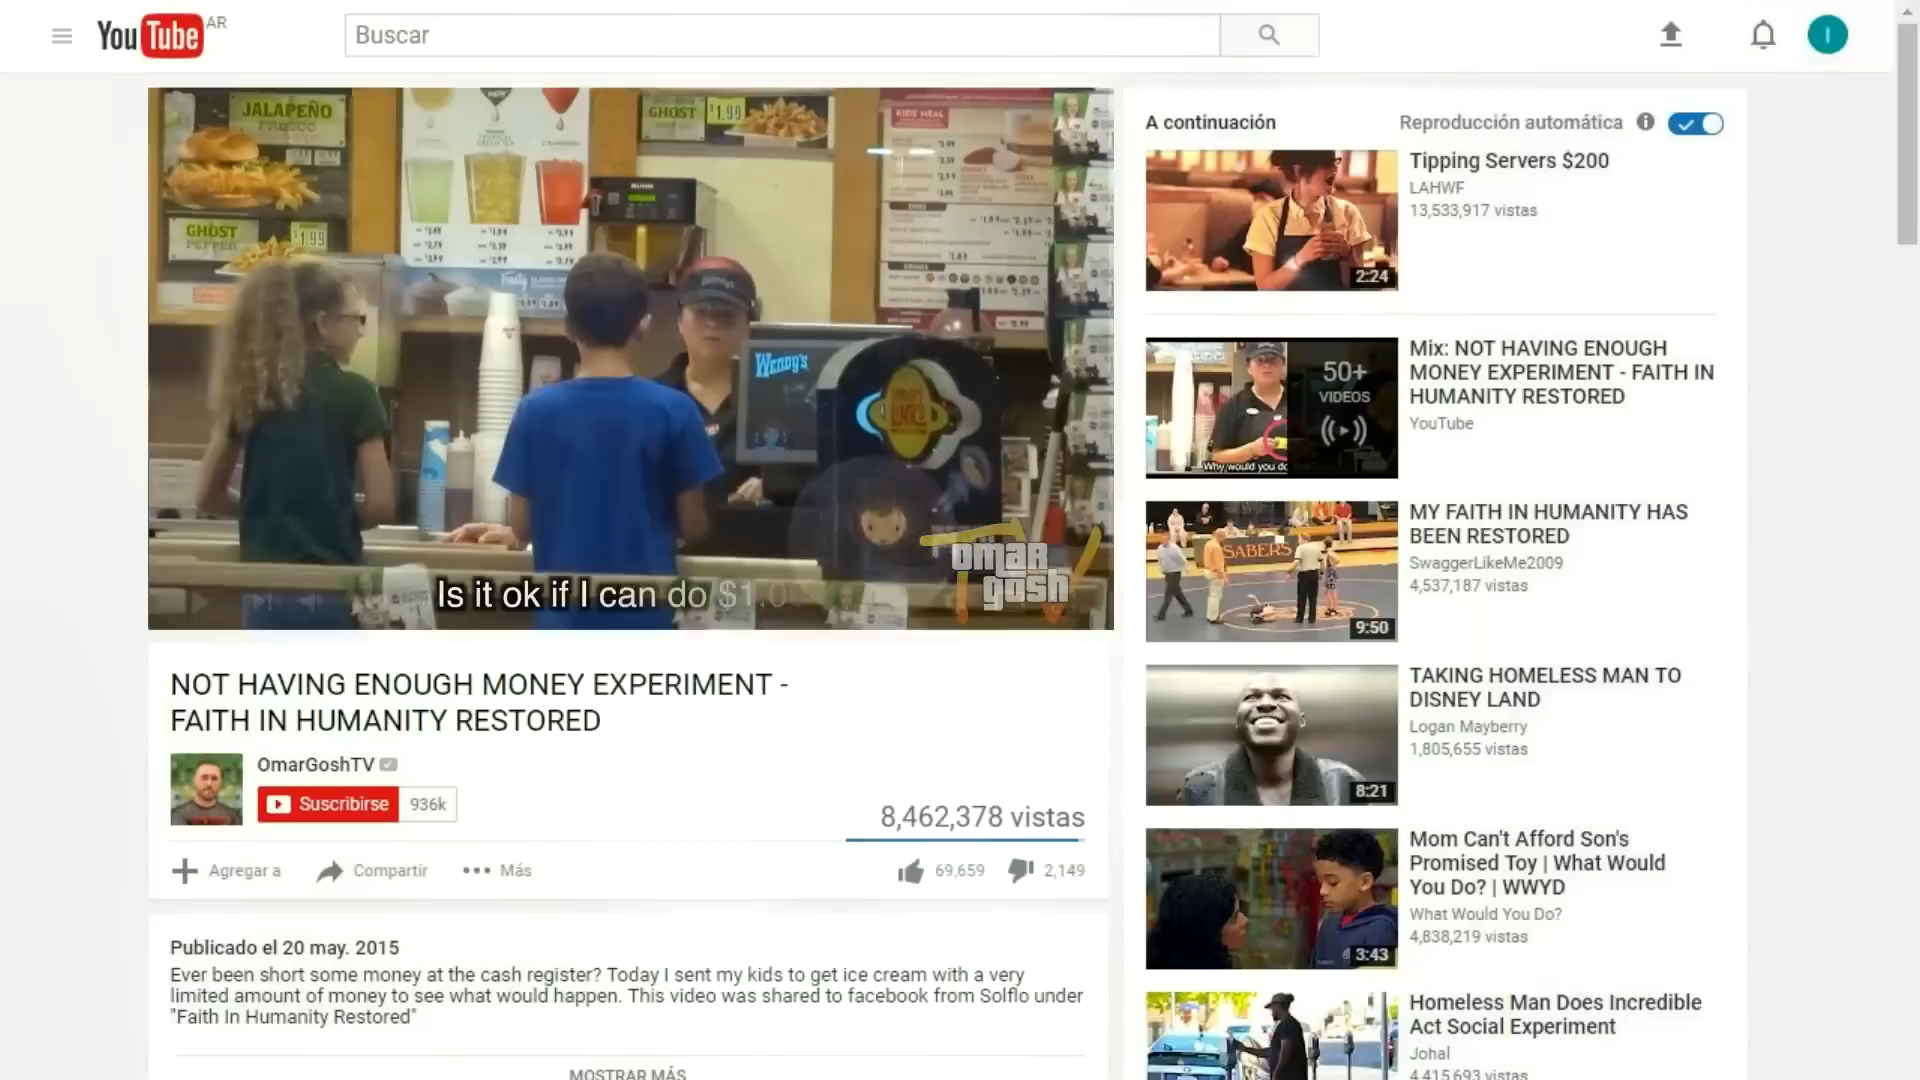 YouTube AR
Buscar
I
JALAPEÑO
FRESCO
GHOST
PEPPER
$1.99
GHOST $1.99
KIDS MEAL
BUNN
Wendy's
Is it ok if I can do $1.0
OMAR
GOSH
NOT HAVING ENOUGH MONEY EXPERIMENT -
FAITH IN HUMANITY RESTORED
OmarGoshTV
Suscribirse 936k
8,462,378 vistas
Agregar a Compartir Más
69,659 2,149
Publicado el 20 may. 2015
Ever been short some money at the cash register? Today I sent my kids to get ice cream with a very
limited amount of money to see what would happen. This video was shared to facebook from Solflo under
"Faith In Humanity Restored"
MOSTRAR MÁS
A continuación
Reproducción automática
Tipping Servers $200
LAHWF
13,533,917 vistas
2:24
Mix: NOT HAVING ENOUGH
MONEY EXPERIMENT - FAITH IN
HUMANITY RESTORED
YouTube
50+
VIDEOS
Why would you do
MY FAITH IN HUMANITY HAS
BEEN RESTORED
SwaggerLikeMe2009
4,537,187 vistas
SABERS
9:50
TAKING HOMELESS MAN TO
DISNEY LAND
Logan Mayberry
1,805,655 vistas
8:21
Mom Can't Afford Son's
Promised Toy | What Would
You Do? | WWYD
What Would You Do?
4,838,219 vistas
3:43
Homeless Man Does Incredible
Act Social Experiment
Johal
4,415,693 vistas